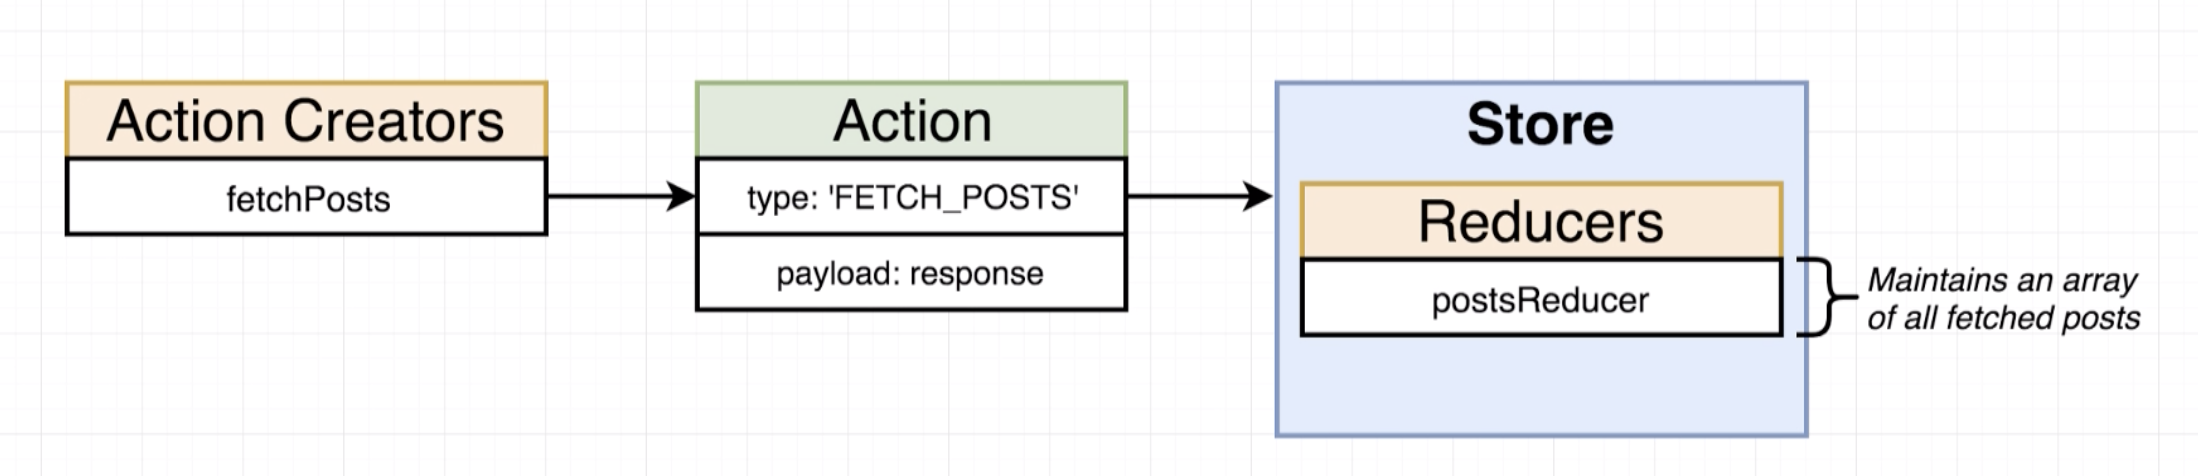 Action Creators
fetchPosts
Action
type: 'FETCH_POSTS'
payload: response
Store
Reducers
postsReducer
Maintains an array
of all fetched posts